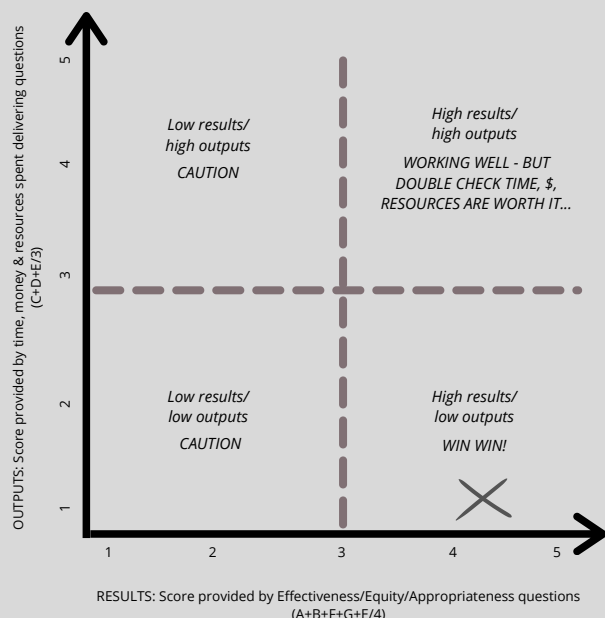 OUTPUTS: Score provided by time, money & resources spent delivering questions
(C+D+E/3)
5
4
3
2
1
Low results/
high outputs
CAUTION
High results/
high outputs
WORKING WELL - BUT
DOUBLE CHECK TIME, $,
RESOURCES ARE WORTH IT...
Low results/
low outputs
CAUTION
High results/
low outputs
WIN WIN!
1 2 3 4 5
RESULTS: Score provided by Effectiveness/Equity/Appropriateness questions
(A+B+F+G+E/4)